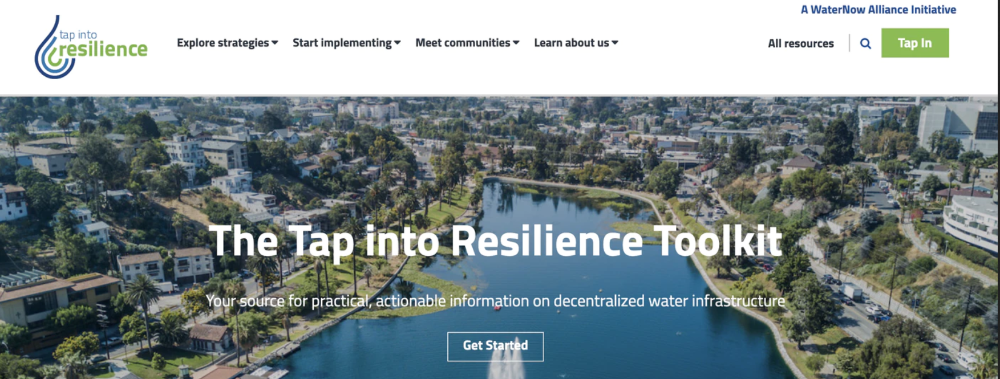 A WaterNow Alliance Initiative
tap into
resilience
Explore strategies Start implementing Meet communities Learn about us All resources Tap In
The Tap into Resilience Toolkit
Your source for practical, actionable information on decentralized water infrastructure
Get Started